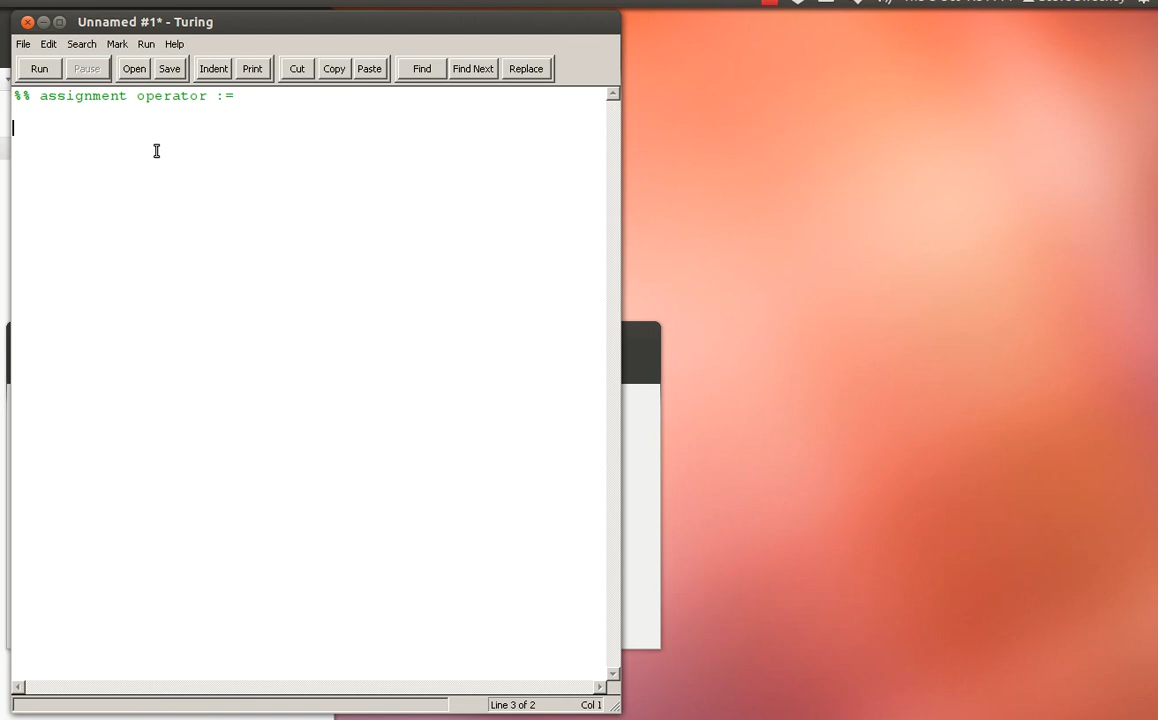 Unnamed #1* - Turing
File Edit Search Mark Run Help
Run Pause Open Save Indent Print Cut Copy Paste Find Find Next Replace
%% assignment operator :=
Line 3 of 2 Col 1